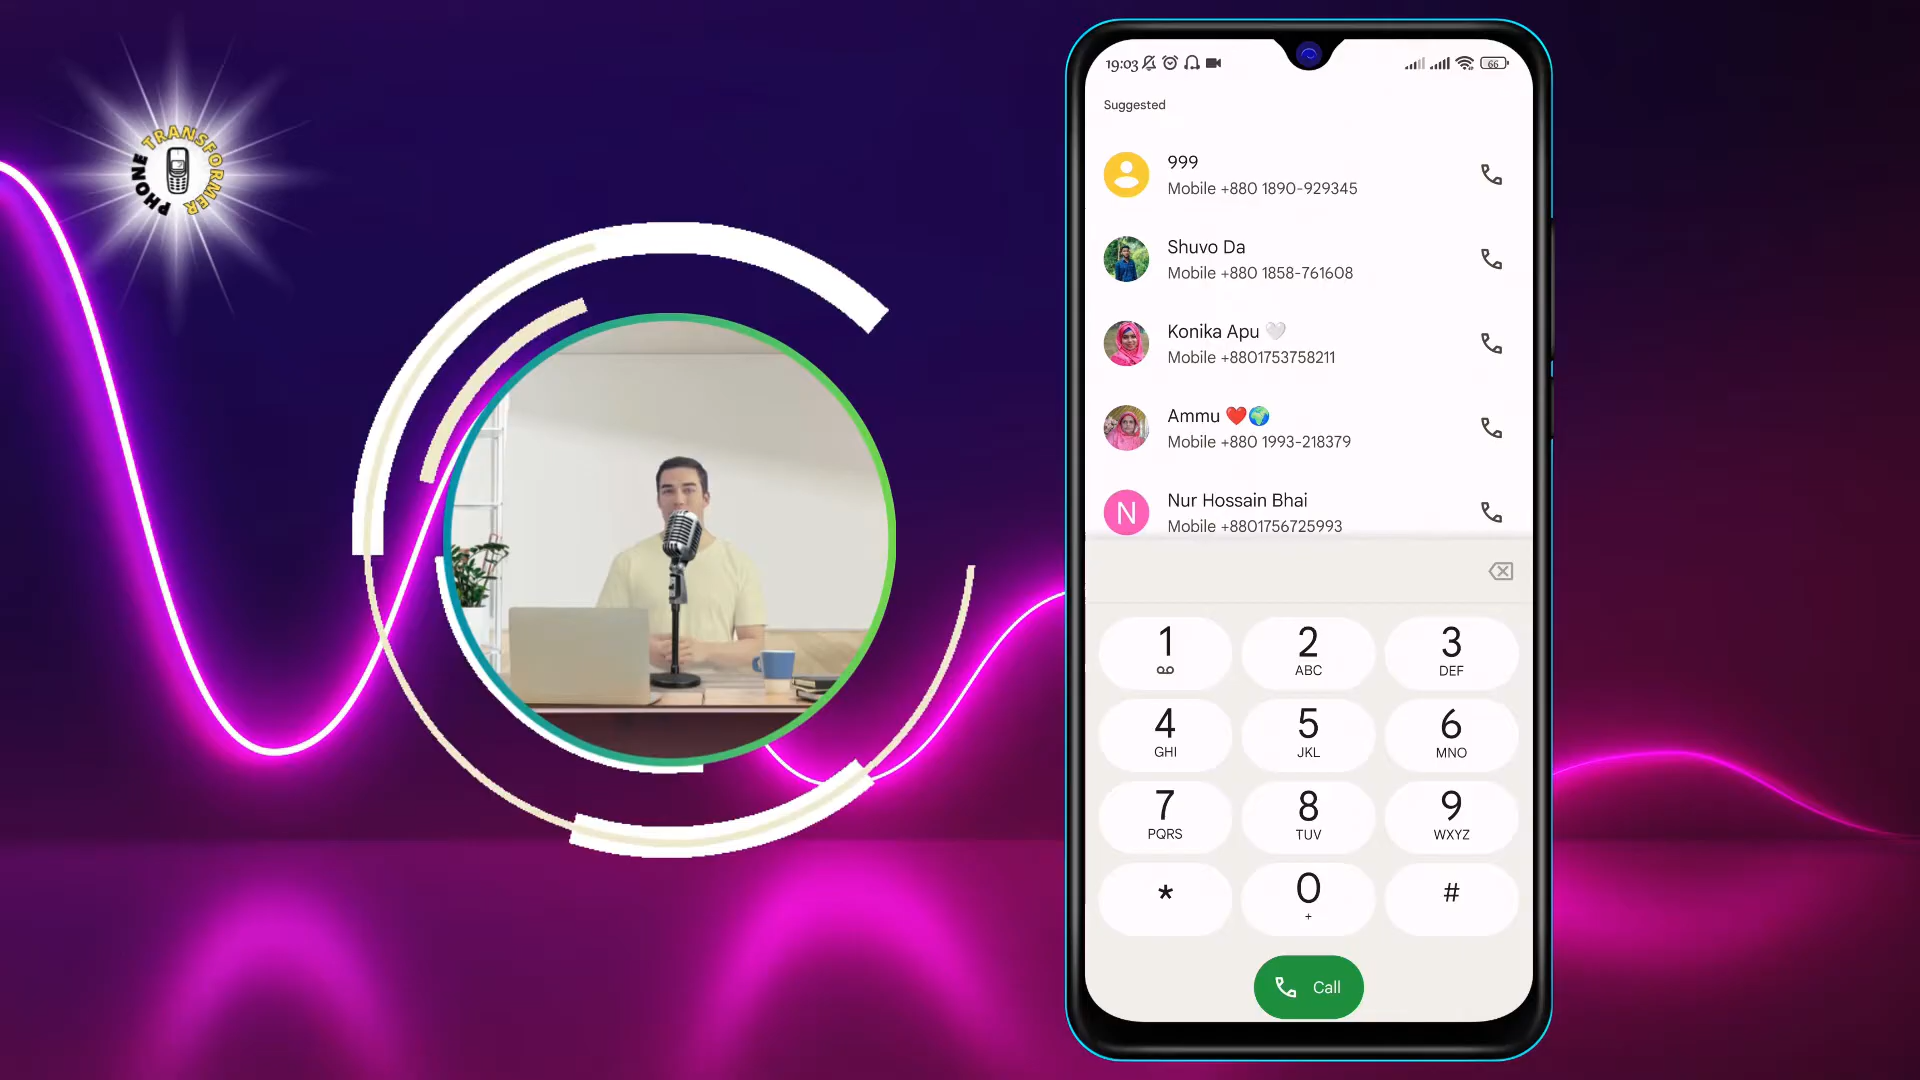 PHONE TRANSFORMER
19:03
66
Suggested
999
Mobile +880 1890-929345
Shuvo Da
Mobile +880 1858-761608
Konika Apu 🤍
Mobile +8801753758211
Ammu ❤️🌍
Mobile +880 1993-218379
N
Nur Hossain Bhai
Mobile +8801756725993
1 2 3
ABC DEF
4 5 6
GHI JKL MNO
7 8 9
PQRS TUV WXYZ
* 0 #
+
Call